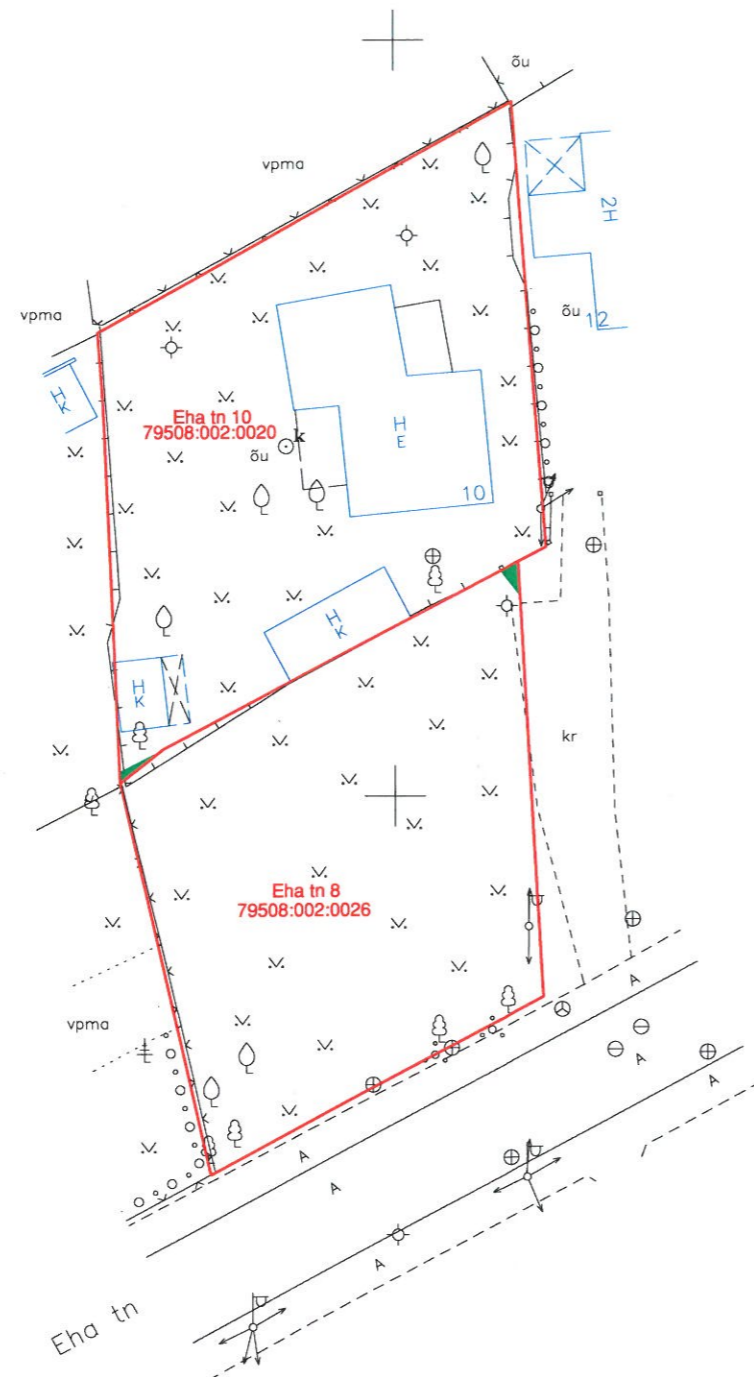 õu
vpma
2H
vpma
õu
12
HK
Eha tn 10
79508:002:0020
k
õu
HE
10
HK
HK
kr
Eha tn 8
79508:002:0026
A
vpma
A
A
A
A
A
A
Eha tn